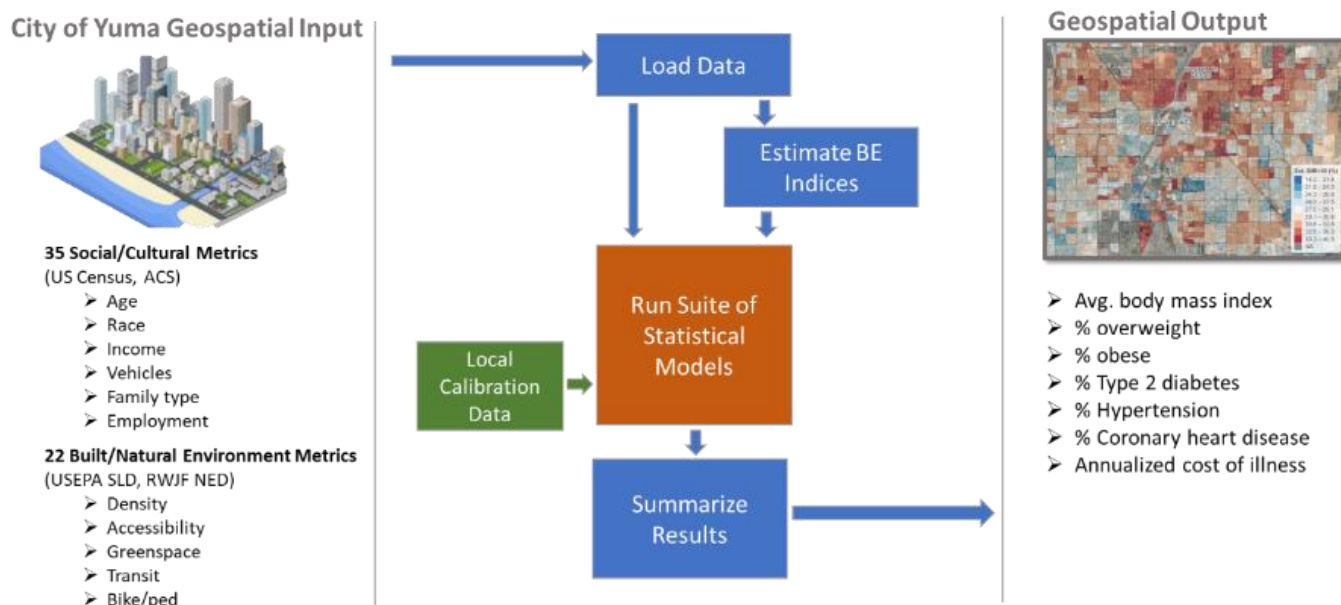 City of Yuma Geospatial Input
35 Social/Cultural Metrics
(US Census, ACS)
➢ Age
➢ Race
➢ Income
➢ Vehicles
➢ Family type
➢ Employment
22 Built/Natural Environment Metrics
(USEPA SLD, RWJF NED)
➢ Density
➢ Accessibility
➢ Greenspace
➢ Transit
➢ Bike/ped
Load Data
Estimate BE
Indices
Run Suite of
Statistical
Models
Local
Calibration
Data
Summarize
Results
Geospatial Output
➢ Avg. body mass index
➢ % overweight
➢ % obese
➢ % Type 2 diabetes
➢ % Hypertension
➢ % Coronary heart disease
➢ Annualized cost of illness